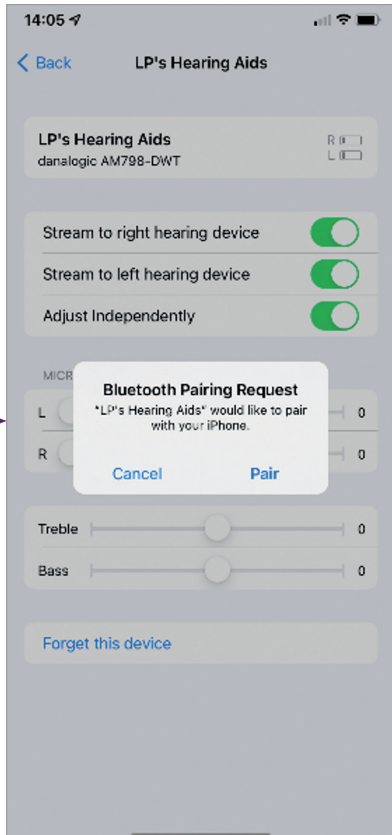 14:05
Back LP's Hearing Aids
LP's Hearing Aids
danalogic AM798-DWT
R
L
Stream to right hearing device
Stream to left hearing device
Adjust Independently
MICR
Bluetooth Pairing Request
"LP's Hearing Aids" would like to pair
with your iPhone.
Cancel Pair
L 0
R 0
Treble 0
Bass 0
Forget this device